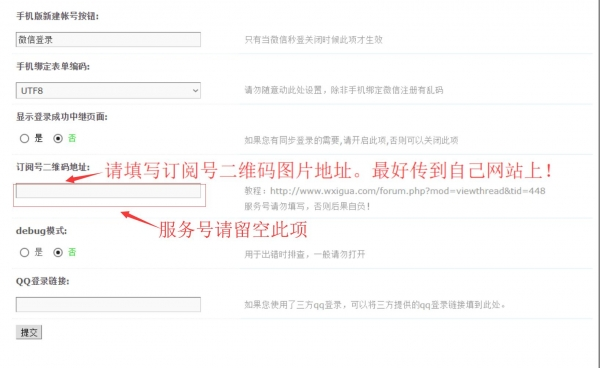 手机版新建帐号按钮:
微信登录
只有当微信秒登关闭时候此项才生效
手机绑定表单编码:
UTF8
请勿随意动此处设置，除非手机绑定微信注册有乱码
显示登录成功中继页面:
是 否
如果您有同步登录的需要,请开启此项,否则可以关闭此项
订阅号二维码地址:
请填写订阅号二维码图片地址。最好传到自己网站上！
教程：http://www.wxigua.com/forum.php?mod=viewthread&tid=448
服务号请勿填写，否则后果自负！
服务号请留空此项
debug模式:
是 否
用于出错时排查，一般请勿打开
QQ登录链接:
如果您使用了三方qq登录，可以将三方提供的qq登录链接填到此处。
提交